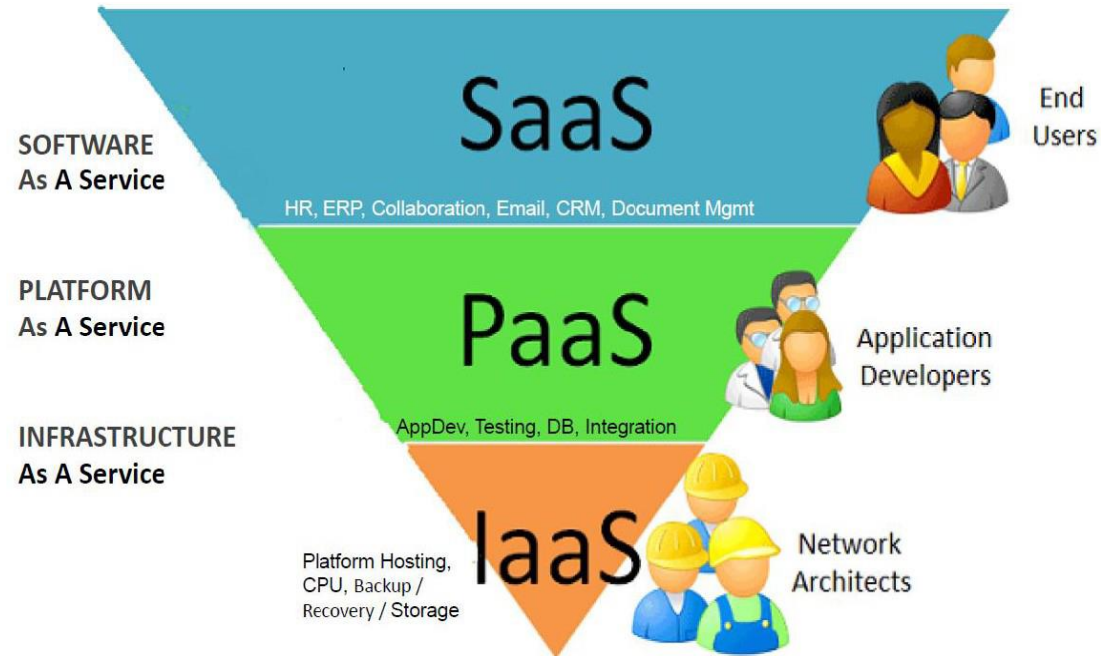 SaaS
End
Users
SOFTWARE
As A Service
HR, ERP, Collaboration, Email, CRM, Document Mgmt
PLATFORM
As A Service
PaaS
Application
Developers
AppDev, Testing, DB, Integration
INFRASTRUCTURE
As A Service
IaaS
Platform Hosting,
CPU, Backup /
Recovery / Storage
Network
Architects